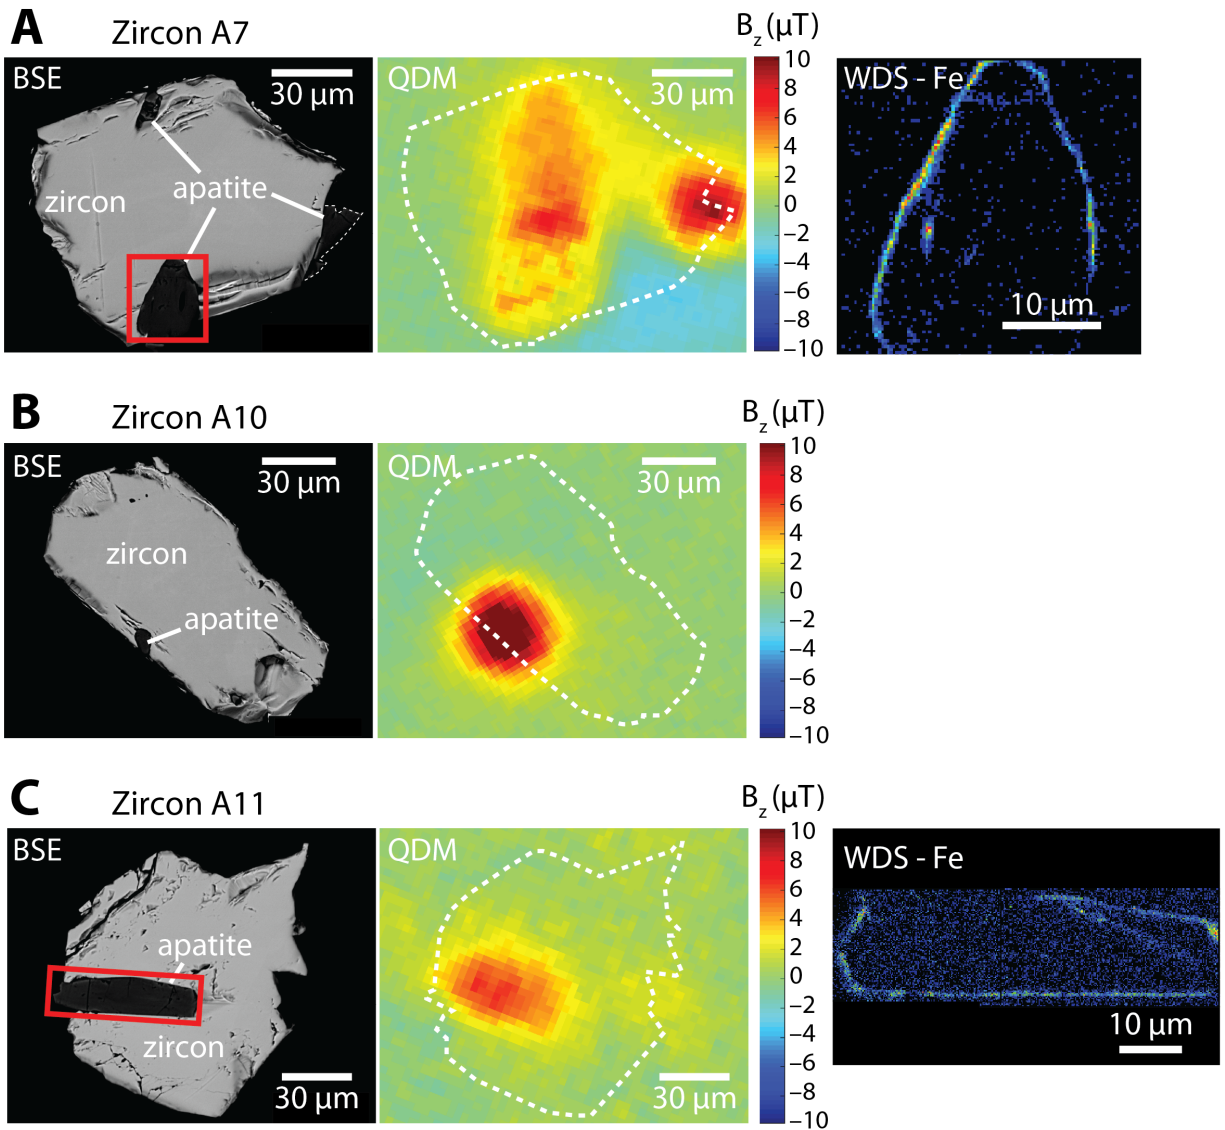 A Zircon A7
BSE
30 μm
zircon
apatite
QDM
30 μm
Bz (μT)
10
8
6
4
2
0
−2
−4
−6
−8
−10
WDS - Fe
10 μm
B Zircon A10
BSE
30 μm
zircon
apatite
QDM
30 μm
Bz (μT)
10
8
6
4
2
0
−2
−4
−6
−8
−10
C Zircon A11
BSE
apatite
zircon
30 μm
QDM
30 μm
Bz (μT)
10
8
6
4
2
0
−2
−4
−6
−8
−10
WDS - Fe
10 μm